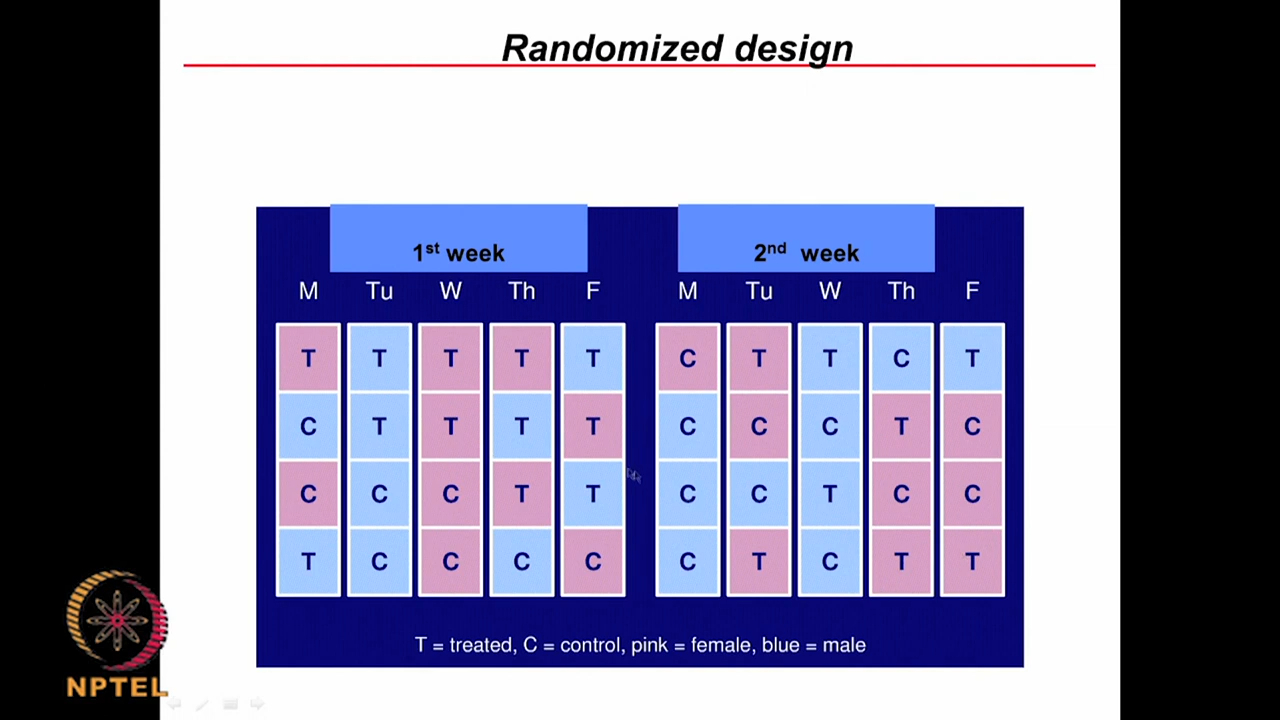 Randomized design
1st week 2nd week
M Tu W Th F M Tu W Th F
T T T T T C T T C T
C T T T T C C C T C
C C C T T C C T C C
T C C C C C T C T T
T = treated, C = control, pink = female, blue = male
NPTEL